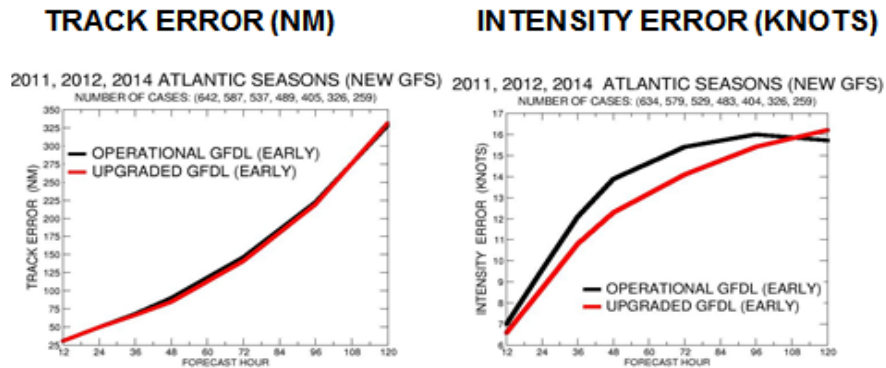 TRACK ERROR (NM)
2011, 2012, 2014 ATLANTIC SEASONS (NEW GFS)
NUMBER OF CASES: (642, 587, 537, 489, 405, 326, 259)
TRACK ERROR (NM)
350
325
300
275
250
225
200
175
150
125
100
75
50
25
OPERATIONAL GFDL (EARLY)
UPGRADED GFDL (EARLY)
12 24 36 48 60 72 84 96 108 120
FORECAST HOUR
INTENSITY ERROR (KNOTS)
2011, 2012, 2014 ATLANTIC SEASONS (NEW GFS)
NUMBER OF CASES: (634, 579, 529, 483, 404, 326, 259)
INTENSITY ERROR (KNOTS)
17
16
15
14
13
12
11
10
9
8
7
6
OPERATIONAL GFDL (EARLY)
UPGRADED GFDL (EARLY)
12 24 36 48 60 72 84 96 108 120
FORECAST HOUR